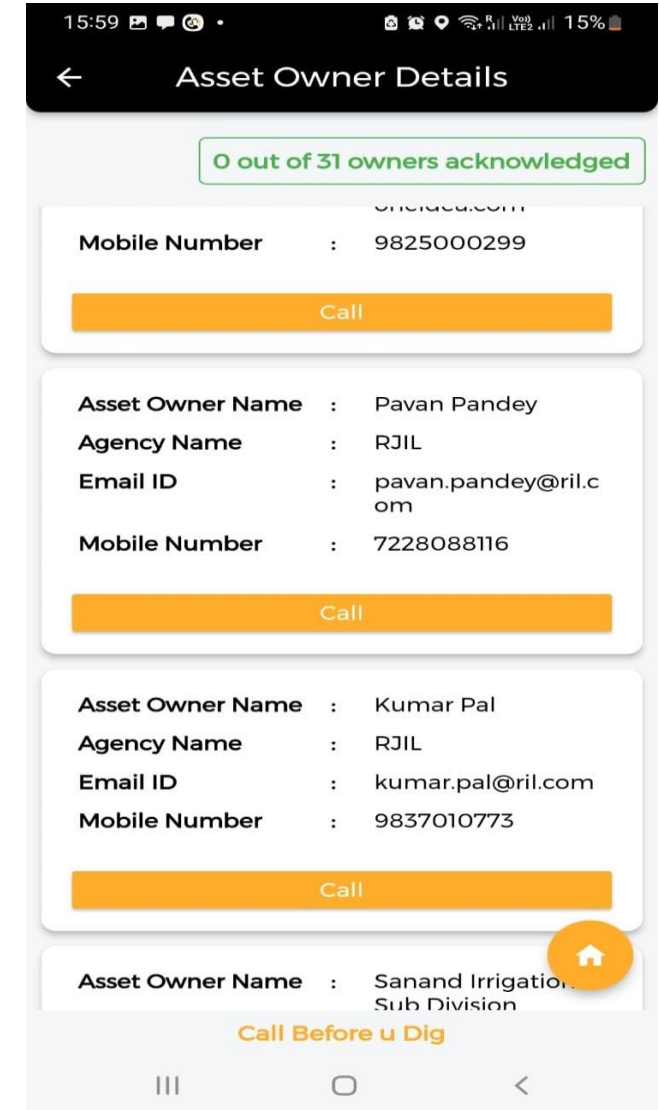 15:59
15%
Asset Owner Details
0 out of 31 owners acknowledged
Mobile Number : 9825000299
Call
Asset Owner Name : Pavan Pandey
Agency Name : RJIL
Email ID : pavan.pandey@ril.c
om
Mobile Number : 7228088116
Call
Asset Owner Name : Kumar Pal
Agency Name : RJIL
Email ID : kumar.pal@ril.com
Mobile Number : 9837010773
Call
Asset Owner Name : Sanand Irrigation
Sub Division
Call Before u Dig